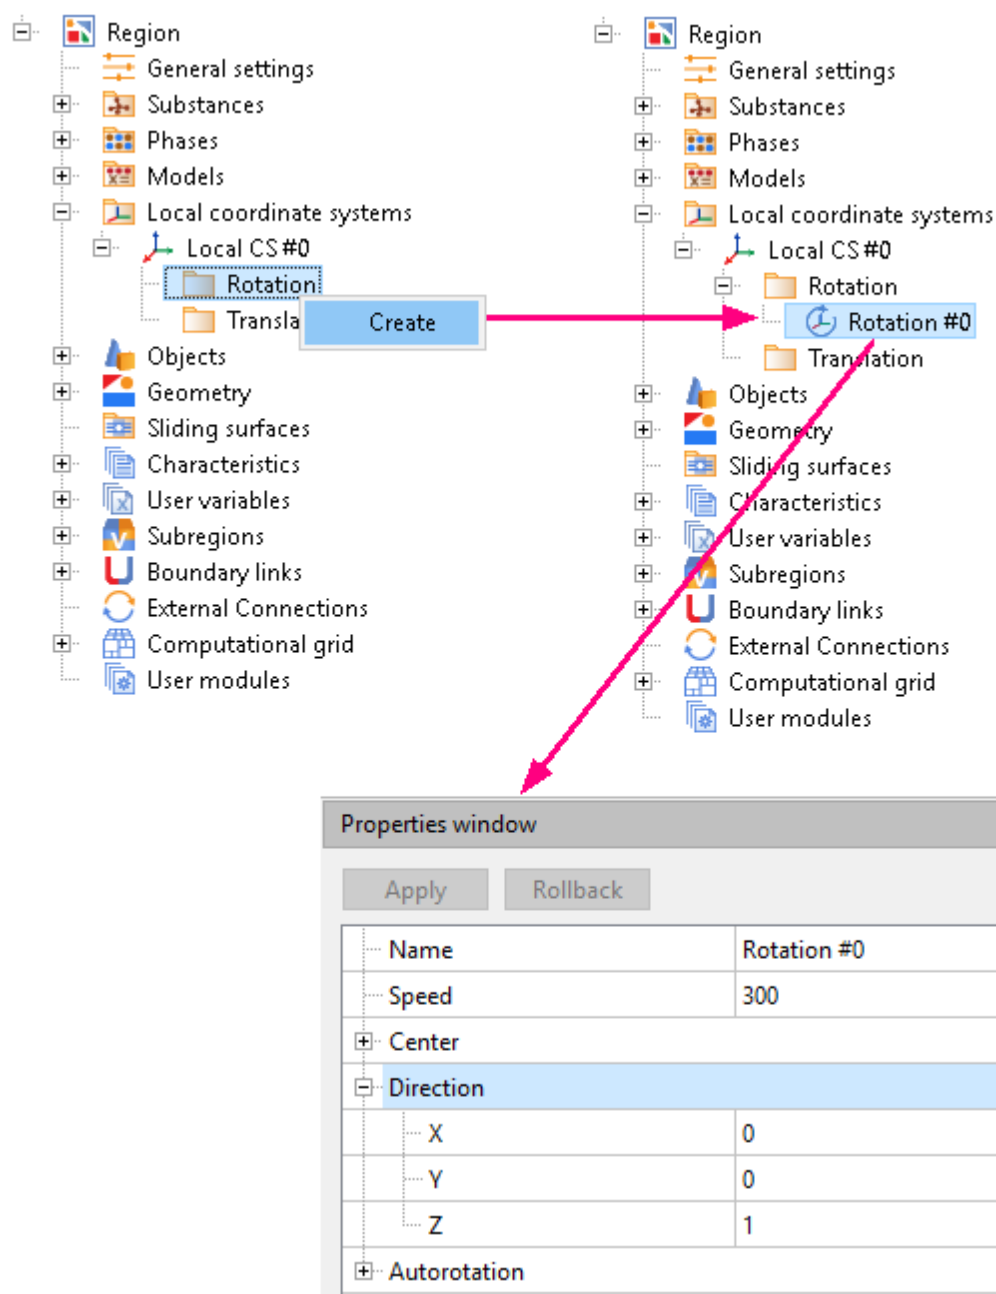 Region
General settings
Substances
Phases
Models
Local coordinate systems
Local CS #0
Rotation
Transla
Create
Objects
Geometry
Sliding surfaces
Characteristics
User variables
Subregions
Boundary links
External Connections
Computational grid
User modules
Region
General settings
Substances
Phases
Models
Local coordinate systems
Local CS #0
Rotation
Rotation #0
Translation
Objects
Geometry
Sliding surfaces
Characteristics
User variables
Subregions
Boundary links
External Connections
Computational grid
User modules
Properties window
Apply Rollback
Name Rotation #0
Speed 300
Center
Direction
X 0
Y 0
Z 1
Autorotation